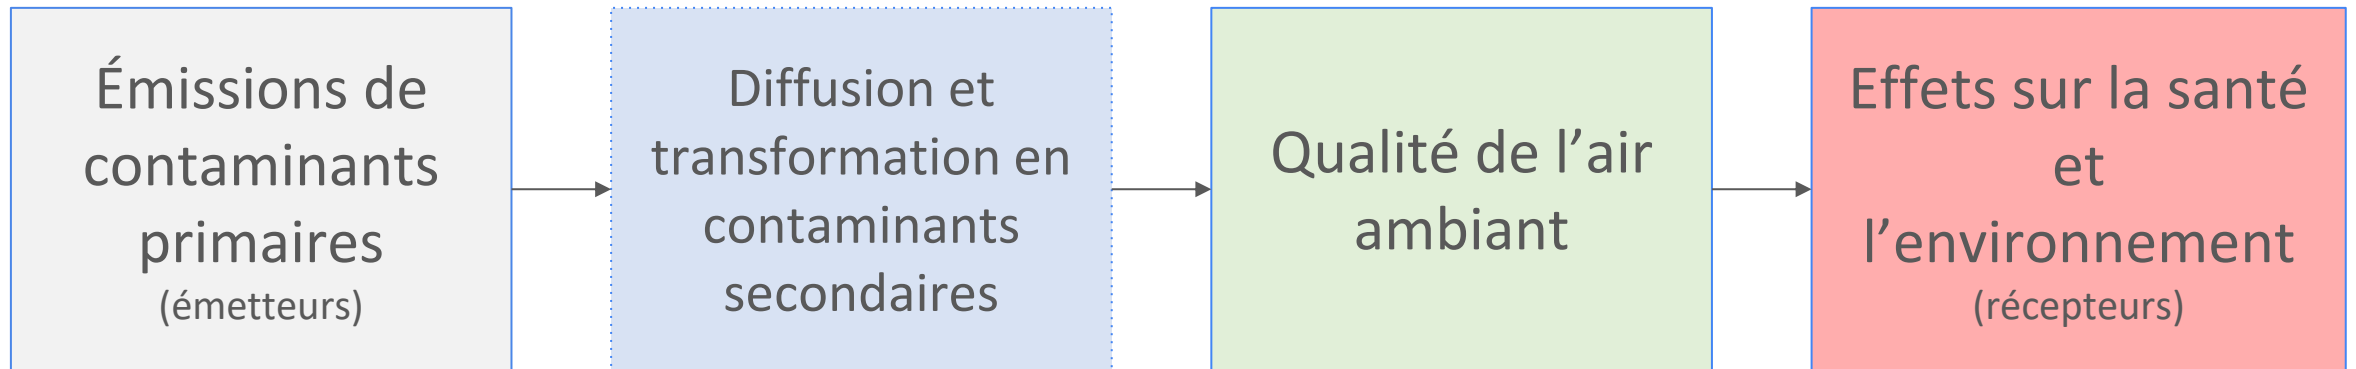 Émissions de
contaminants
primaires
(émetteurs)
Diffusion et
transformation en
contaminants
secondaires
Qualité de l’air
ambiant
Effets sur la santé
et
l’environnement
(récepteurs)